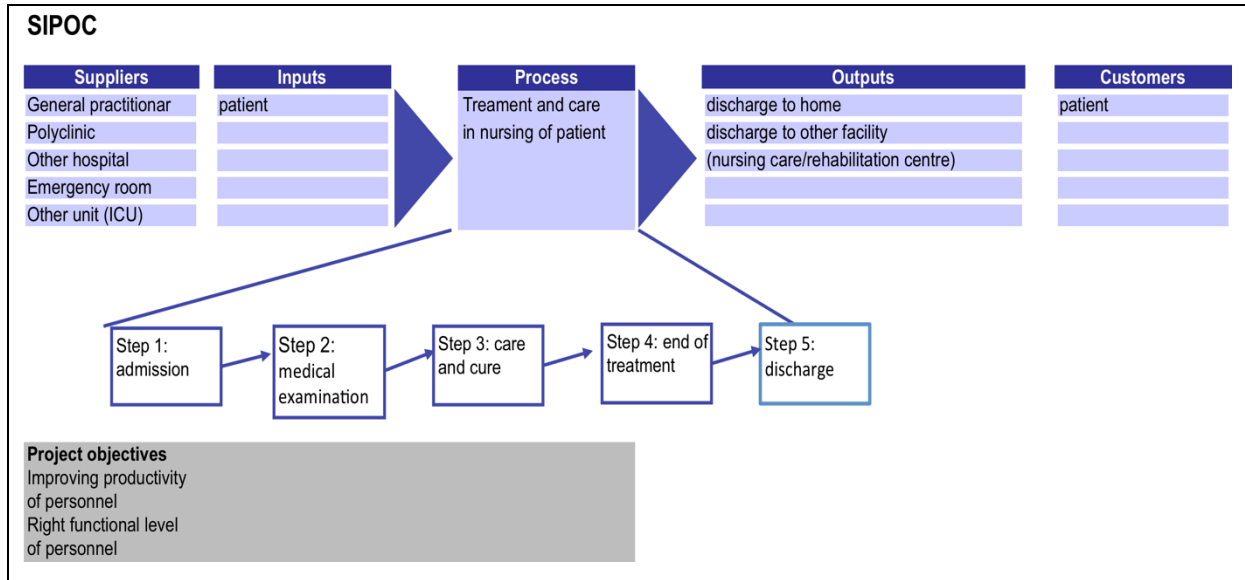 SIPOC
Suppliers
General practitionar
Polyclinic
Other hospital
Emergency room
Other unit (ICU)
Inputs
patient
Process
Treament and care
in nursing of patient
Outputs
discharge to home
discharge to other facility
(nursing care/rehabilitation centre)
Customers
patient
Step 1:
admission
Step 2:
medical
examination
Step 3: care
and cure
Step 4: end of
treatment
Step 5:
discharge
Project objectives
Improving productivity
of personnel
Right functional level
of personnel